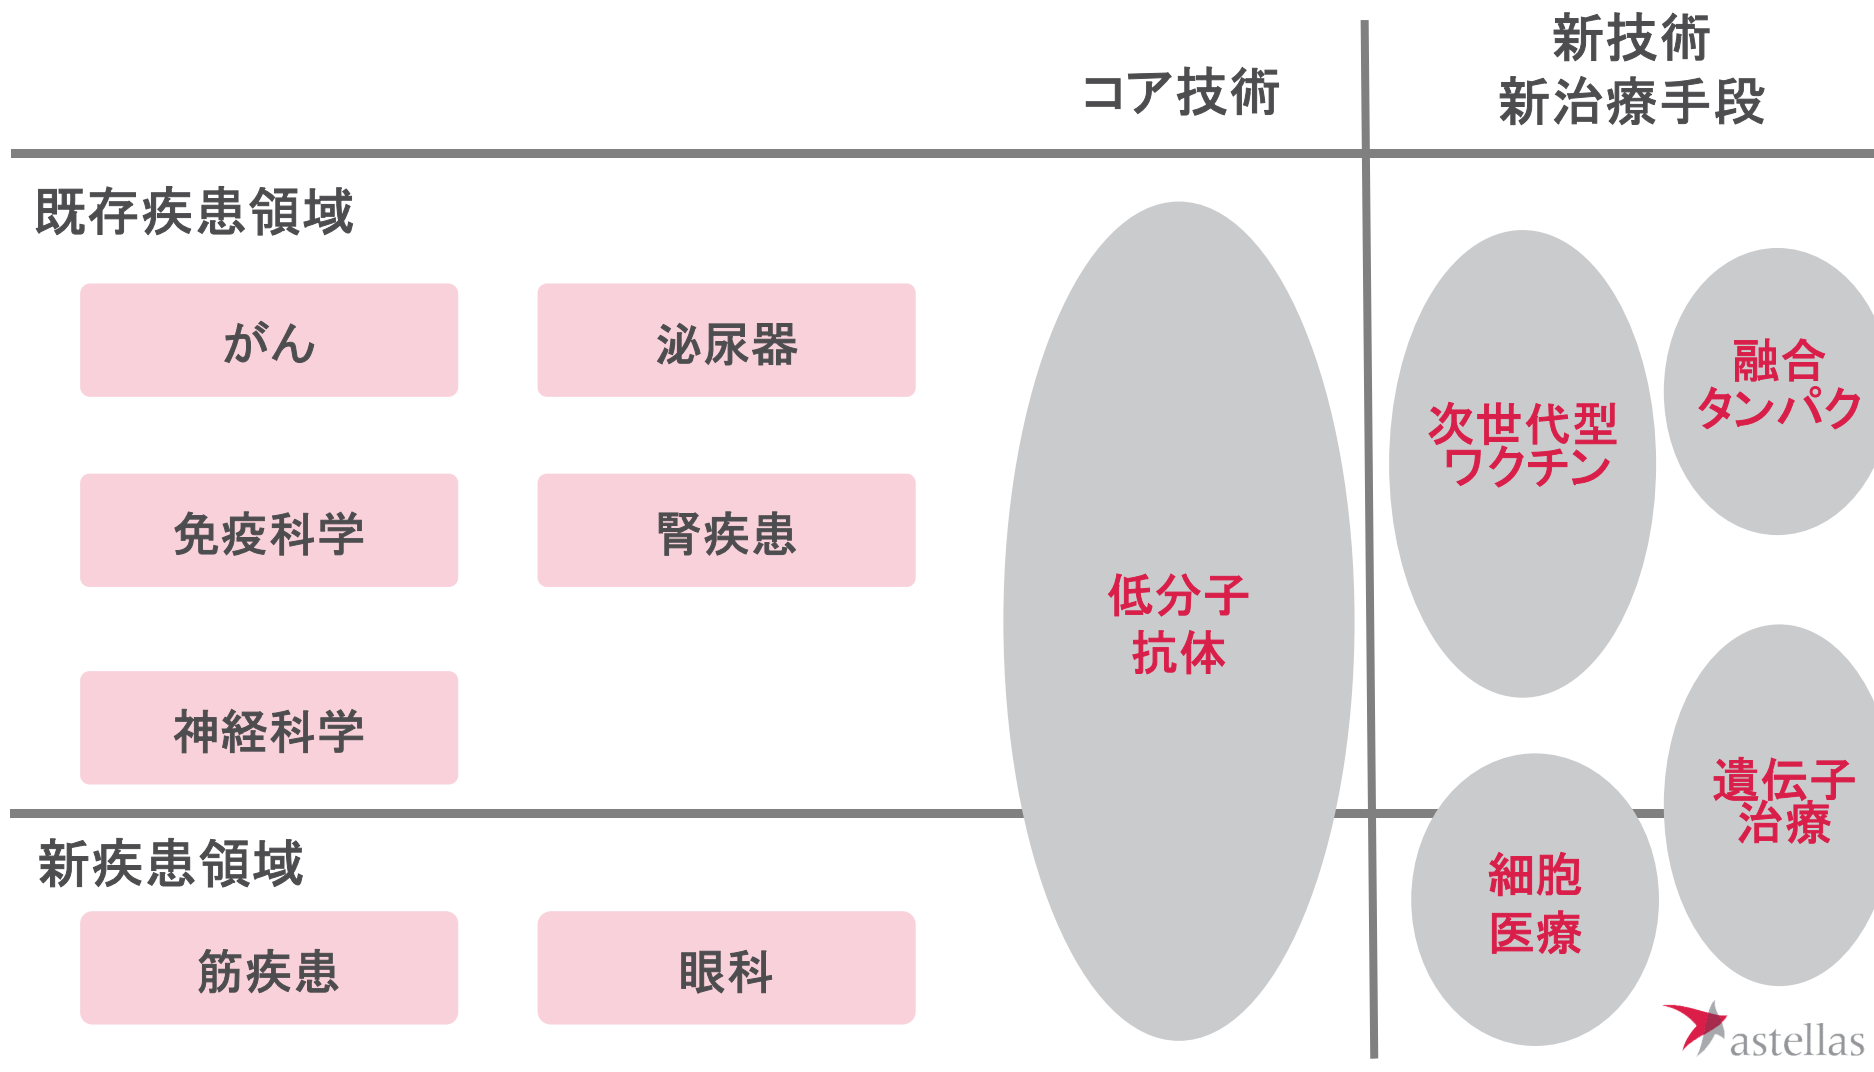 コア技術
新技術
新治療手段
既存疾患領域
がん
泌尿器
免疫科学
腎疾患
神経科学
低分子
抗体
次世代型
ワクチン
融合
タンパク
遺伝子
治療
細胞
医療
新疾患領域
筋疾患
眼科
astellas